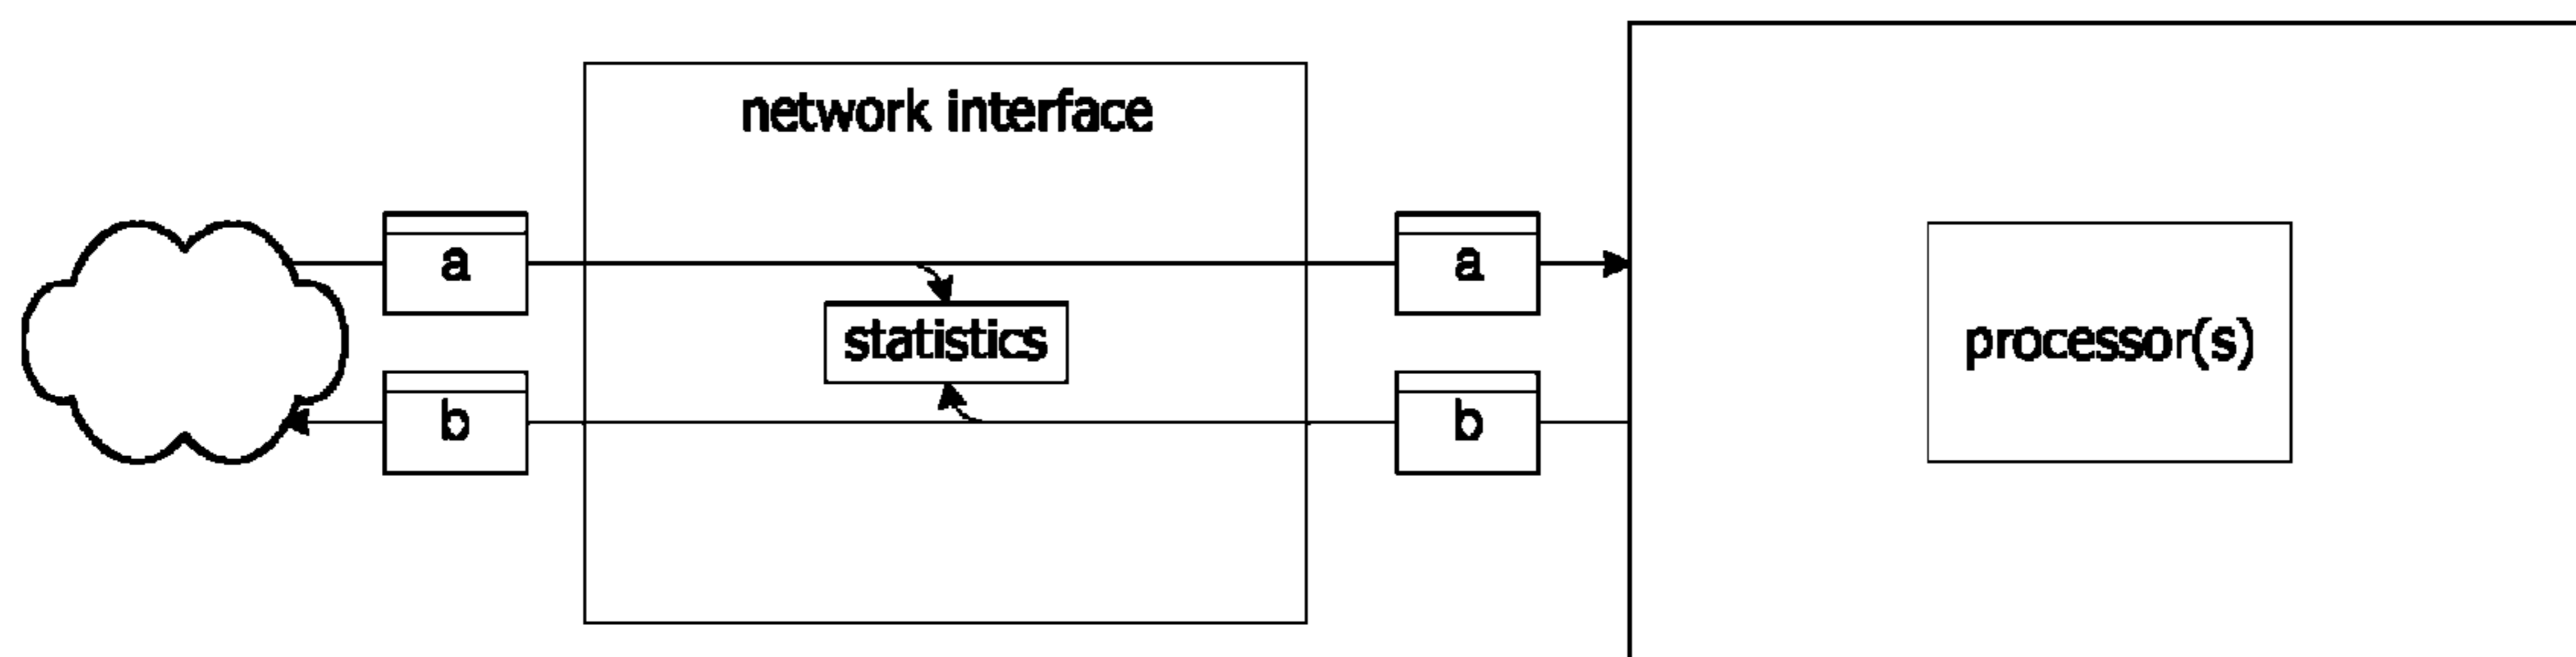 network interface
a
a
statistics
processor(s)
b
b